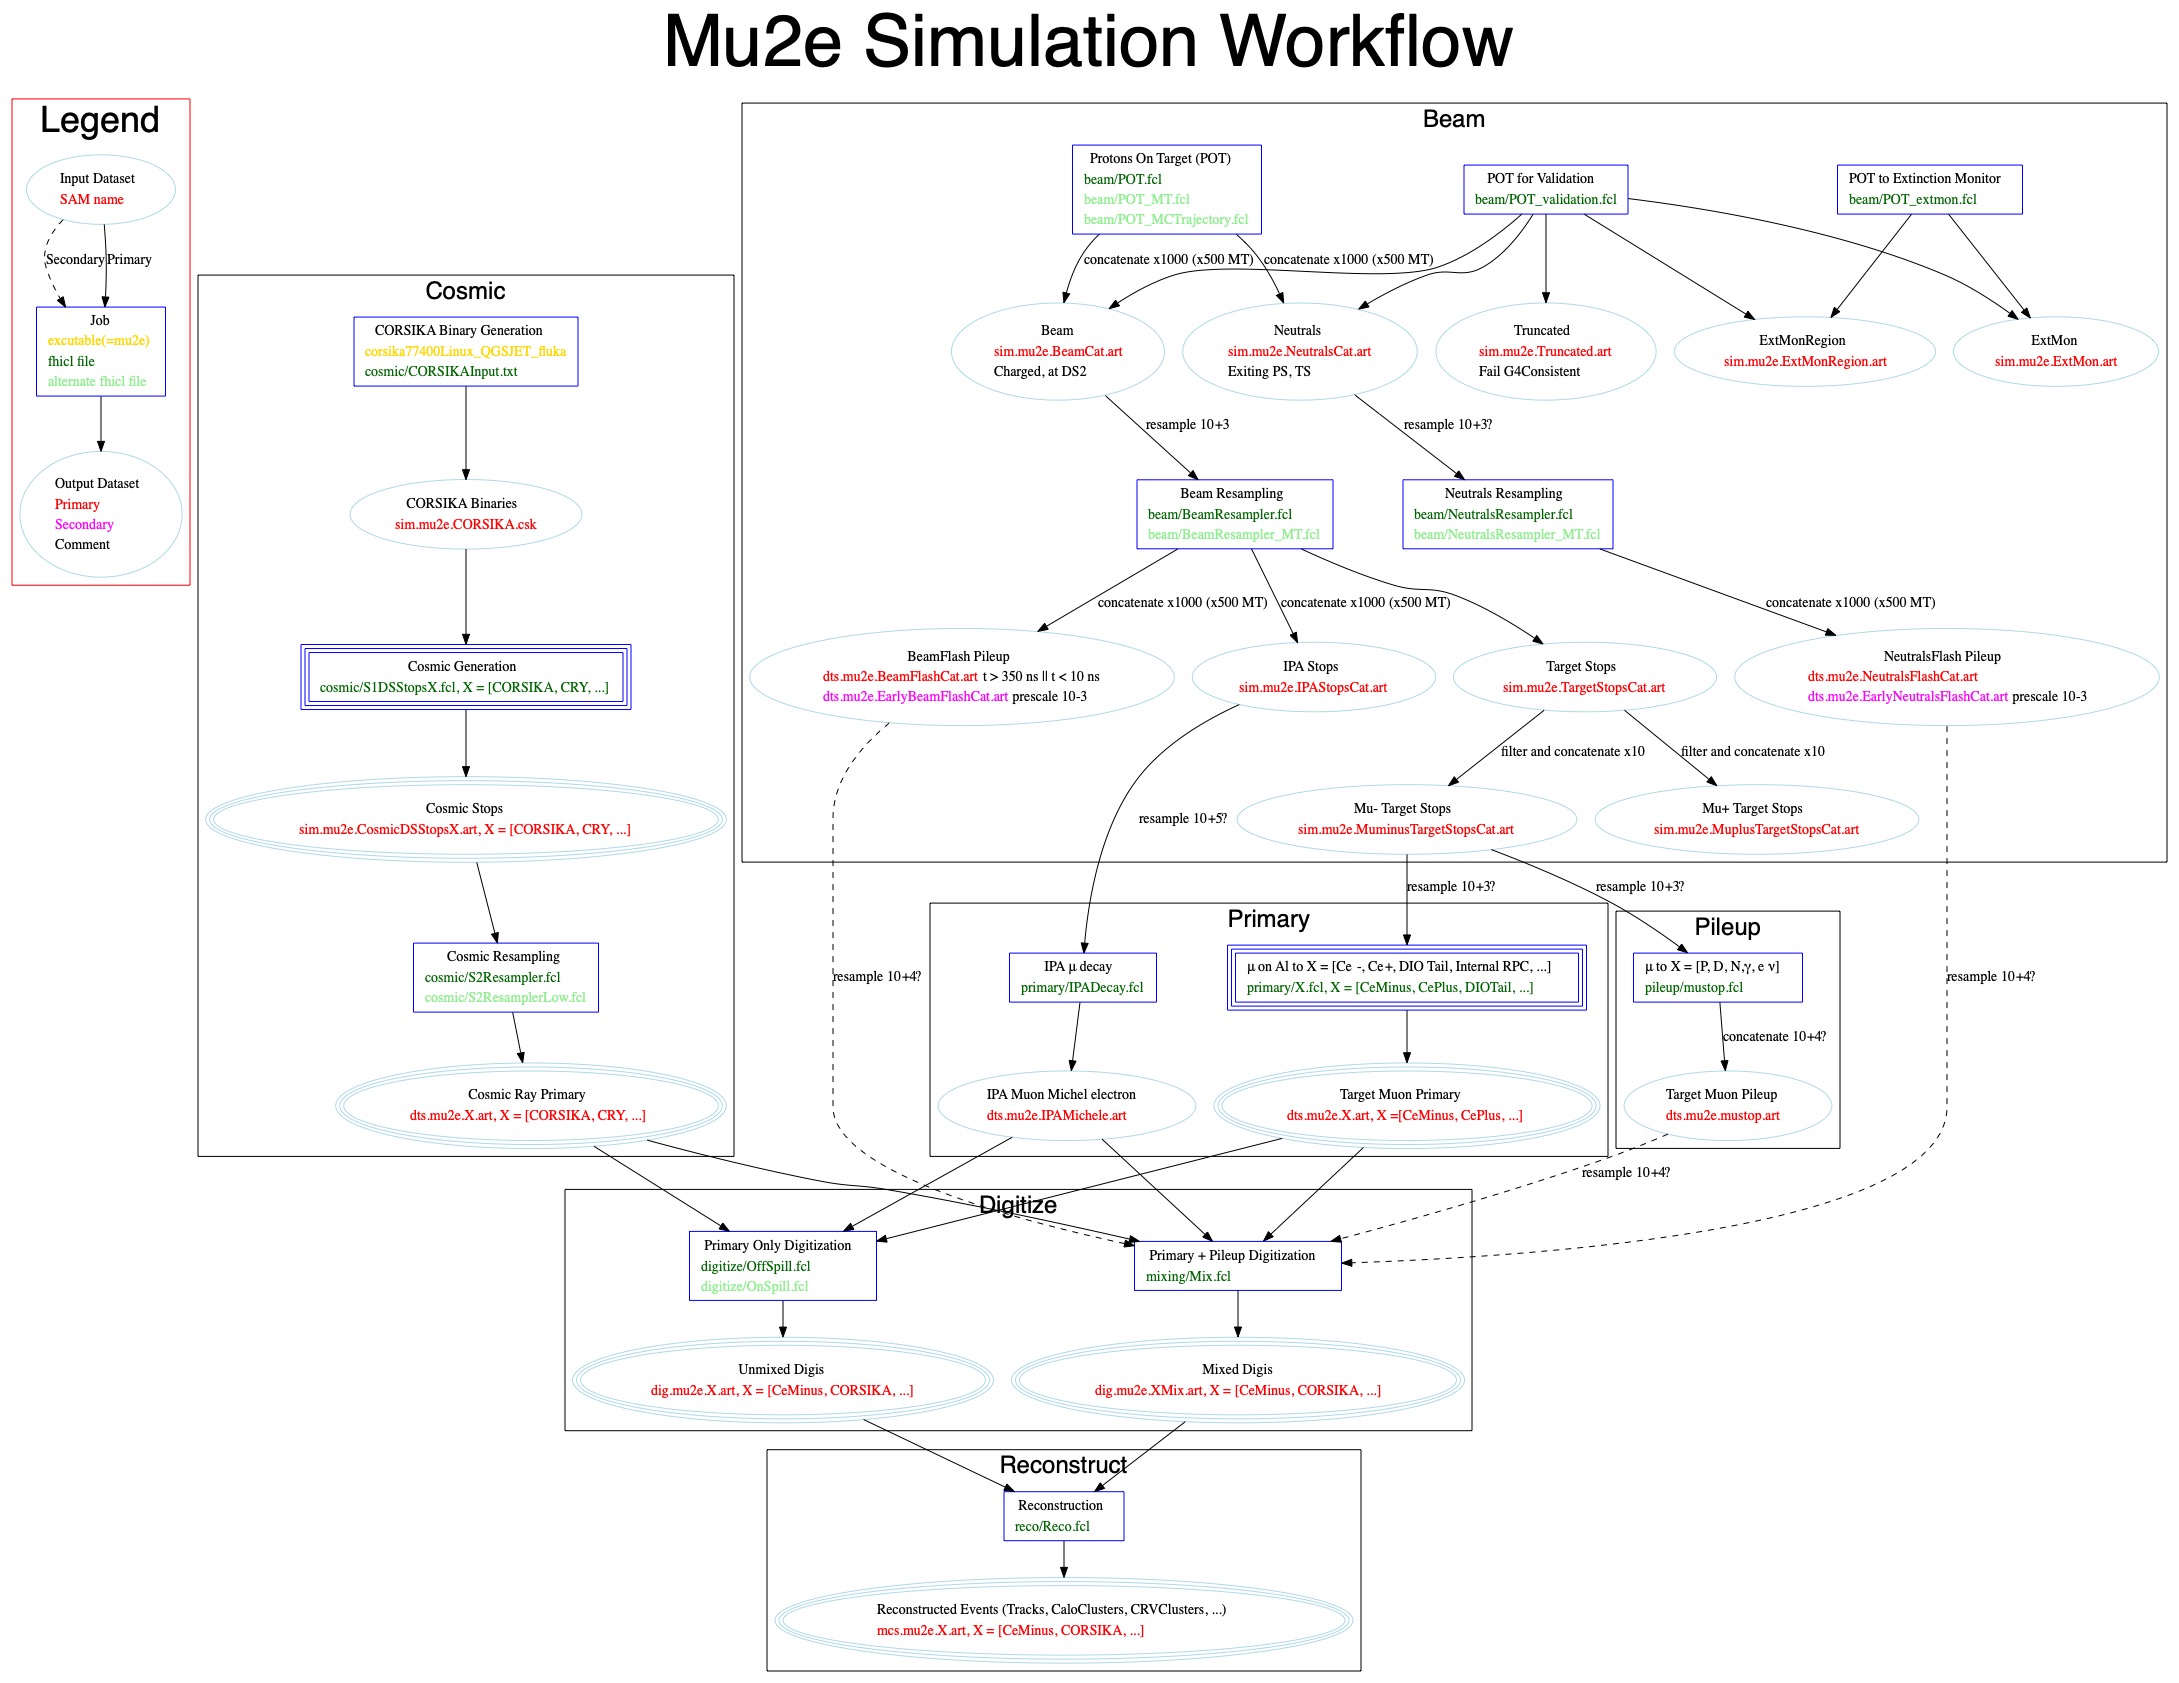 Mu2e Simulation Workflow
Legend
Input Dataset
SAM name
Secondary
Primary
Job
excutable(=mu2e)
fhicl file
alternate fhicl file
Output Dataset
Primary
Secondary
Comment
Cosmic
CORSIKA Binary Generation
corsika77400Linux_QGSJET_fluka
cosmic/CORSIKAInput.txt
CORSIKA Binaries
sim.mu2e.CORSIKA.csk
Cosmic Generation
cosmic/S1DSStopsX.fcl, X = [CORSIKA, CRY, ...]
Cosmic Stops
sim.mu2e.CosmicDSStopsX.art, X = [CORSIKA, CRY, ...]
Cosmic Resampling
cosmic/S2Resampler.fcl
cosmic/S2ResamplerLow.fcl
Cosmic Ray Primary
dts.mu2e.X.art, X = [CORSIKA, CRY, ...]
Beam
Protons On Target (POT)
beam/POT.fcl
beam/POT_MT.fcl
beam/POT_MCTrajectory.fcl
POT for Validation
beam/POT_validation.fcl
POT to Extinction Monitor
beam/POT_extmon.fcl
concatenate x1000 (x500 MT)
concatenate x1000 (x500 MT)
Beam
sim.mu2e.BeamCat.art
Charged, at DS2
Neutrals
sim.mu2e.NeutralsCat.art
Exiting PS, TS
Truncated
sim.mu2e.Truncated.art
Fail G4Consistent
ExtMonRegion
sim.mu2e.ExtMonRegion.art
ExtMon
sim.mu2e.ExtMon.art
resample 10+3
resample 10+3?
Beam Resampling
beam/BeamResampler.fcl
beam/BeamResampler_MT.fcl
Neutrals Resampling
beam/NeutralsResampler.fcl
beam/NeutralsResampler_MT.fcl
concatenate x1000 (x500 MT)
concatenate x1000 (x500 MT)
concatenate x1000 (x500 MT)
BeamFlash Pileup
dts.mu2e.BeamFlashCat.art t > 350 ns || t < 10 ns
dts.mu2e.EarlyBeamFlashCat.art prescale 10-3
IPA Stops
sim.mu2e.IPAStopsCat.art
Target Stops
sim.mu2e.TargetStopsCat.art
NeutralsFlash Pileup
dts.mu2e.NeutralsFlashCat.art
dts.mu2e.EarlyNeutralsFlashCat.art prescale 10-3
filter and concatenate x10
filter and concatenate x10
resample 10+5?
Mu- Target Stops
sim.mu2e.MuminusTargetStopsCat.art
Mu+ Target Stops
sim.mu2e.MuplusTargetStopsCat.art
resample 10+3?
resample 10+3?
resample 10+4?
resample 10+4?
Primary
IPA μ decay
primary/IPADecay.fcl
μ on Al to X = [Ce -, Ce+, DIO Tail, Internal RPC, ...]
primary/X.fcl, X = [CeMinus, CePlus, DIOTail, ...]
IPA Muon Michel electron
dts.mu2e.IPAMichele.art
Target Muon Primary
dts.mu2e.X.art, X =[CeMinus, CePlus, ...]
Pileup
μ to X = [P, D, N,γ, e ν]
pileup/mustop.fcl
concatenate 10+4?
Target Muon Pileup
dts.mu2e.mustop.art
resample 10+4?
Digitize
Primary Only Digitization
digitize/OffSpill.fcl
digitize/OnSpill.fcl
Primary + Pileup Digitization
mixing/Mix.fcl
Unmixed Digis
dig.mu2e.X.art, X = [CeMinus, CORSIKA, ...]
Mixed Digis
dig.mu2e.XMix.art, X = [CeMinus, CORSIKA, ...]
Reconstruct
Reconstruction
reco/Reco.fcl
Reconstructed Events (Tracks, CaloClusters, CRVClusters, ...)
mcs.mu2e.X.art, X = [CeMinus, CORSIKA, ...]